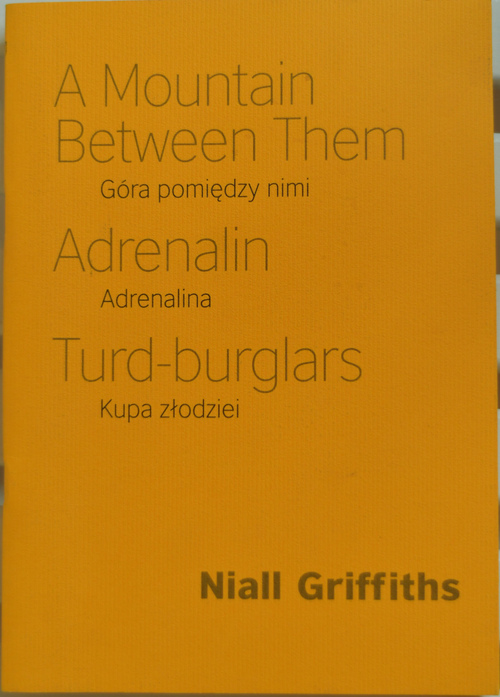 A Mountain
Between Them
Góra pomiędzy nimi
Adrenalin
Adrenalina
Turd-burglars
Kupa złodziei
Niall Griffiths